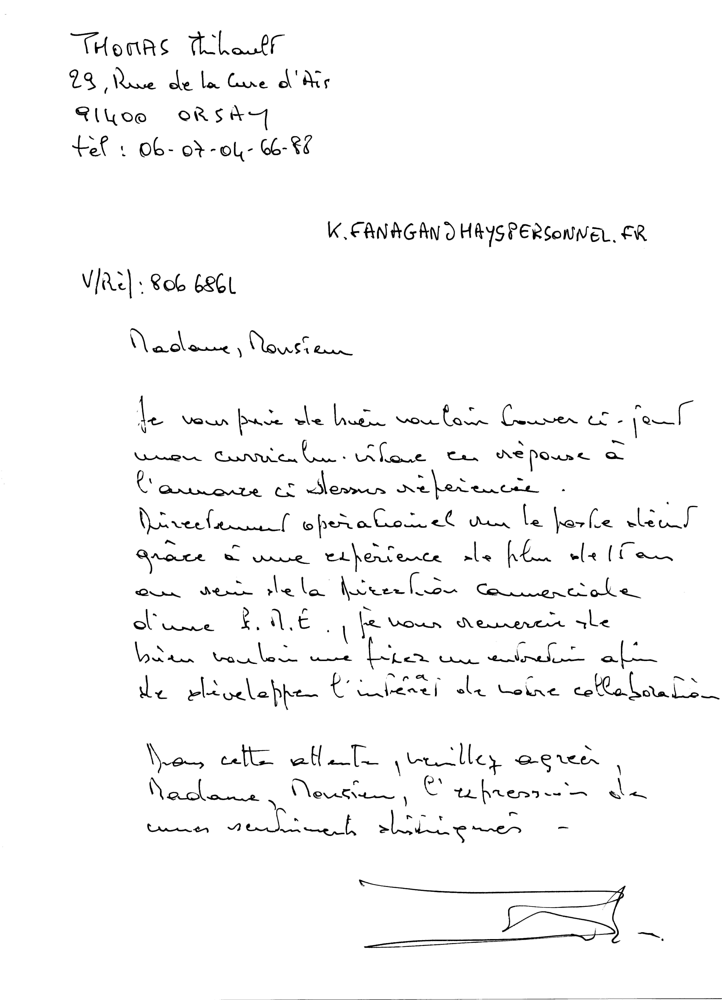 THOMAS Thibault
29, Rue de la Cure d'Air
91400 ORSAY
tèl : 06-07-04-66-88
K.FANAGAN@HAYSPERSONNEL.FR
V/Réf : 806 686L
Madame, Monsieur
Je vous prie de bien vouloir trouver ci-joint
mon curriculum-vitae en réponse à
l'annonce ci dessus référencée .
Directement opérationnel sur le poste décrit
grâce à une expérience de plus de 15 ans
au sein de la Direction commerciale
d'une P.M.E., je vous remercie de
bien vouloir me fixer un entretien afin
de développer l'intérêt de notre collaboration
Dans cette attente, veuillez agréer,
Madame, Monsieur, l'expression de
mes sentiments distingués -